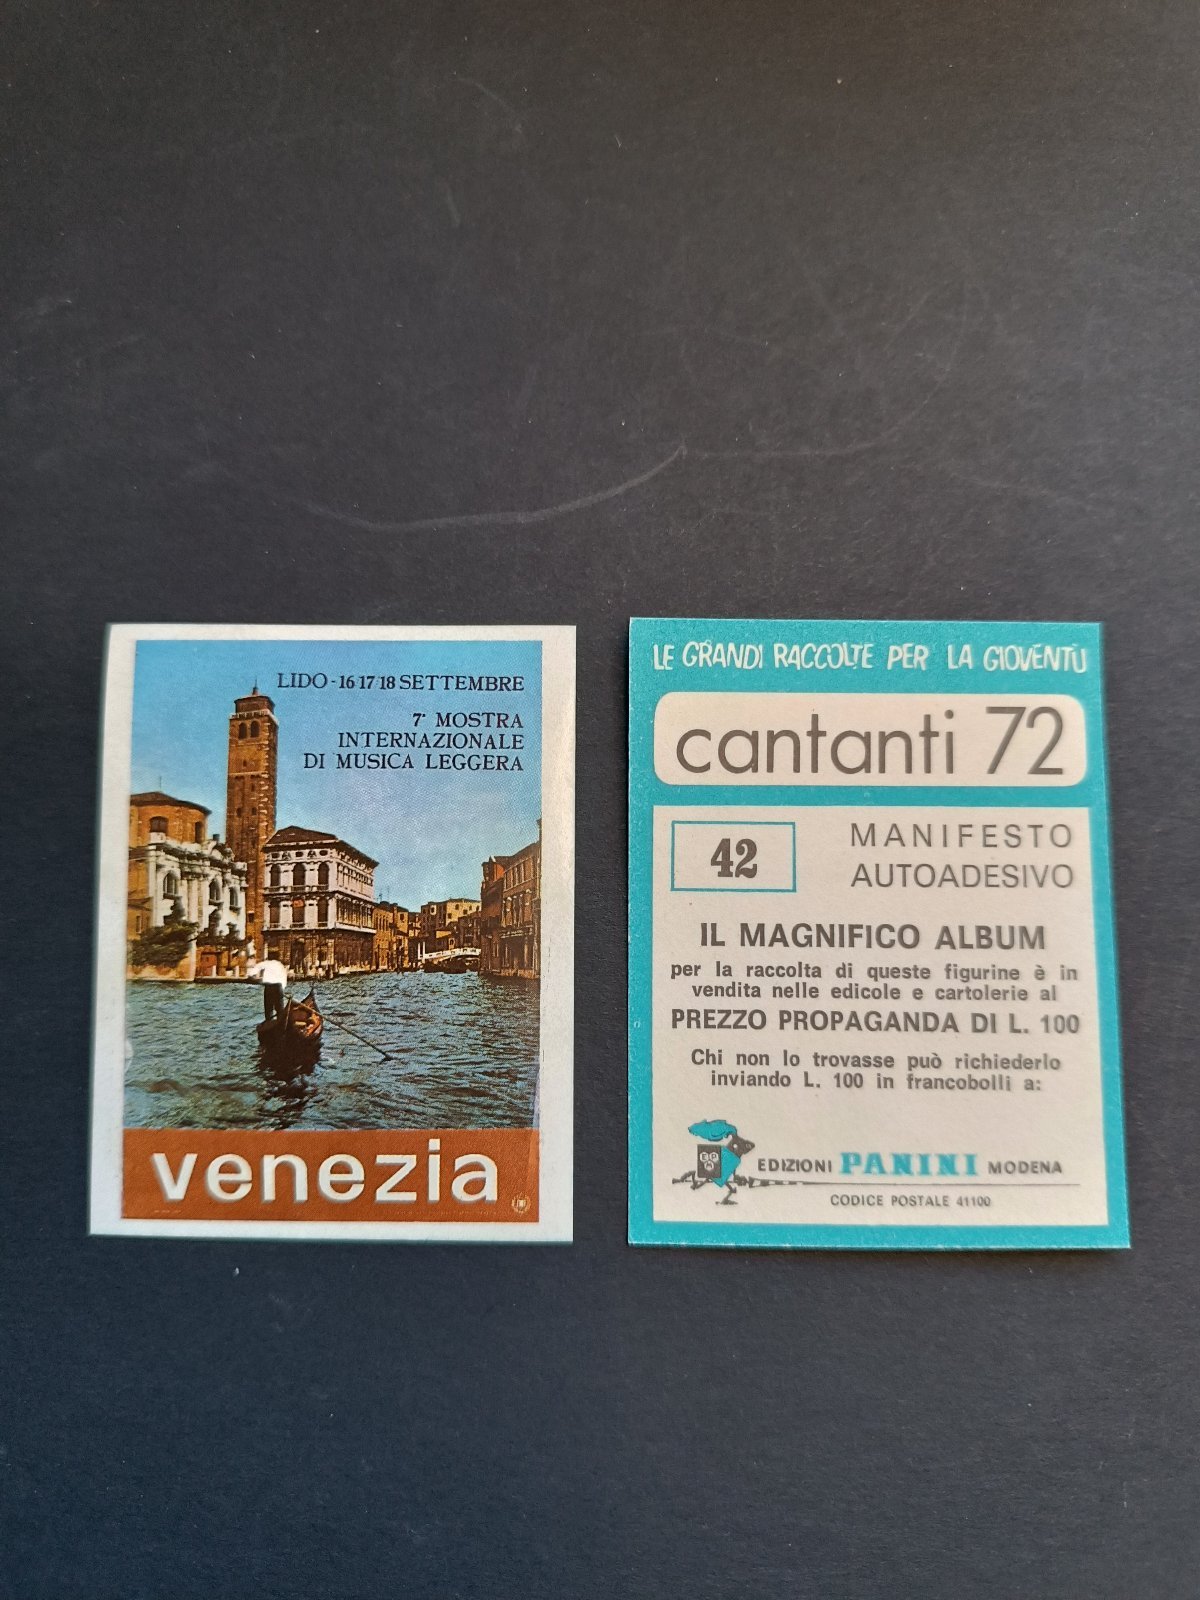 LIDO - 16 17 18 SETTEMBRE
7ª MOSTRA
INTERNAZIONALE
DI MUSICA LEGGERA
venezia
LE GRANDI RACCOLTE PER LA GIOVENTÙ
cantanti 72
42
MANIFESTO
AUTOADESIVO
IL MAGNIFICO ALBUM
per la raccolta di queste figurine è in
vendita nelle edicole e cartolerie al
PREZZO PROPAGANDA DI L. 100
Chi non lo trovasse può richiederlo
inviando L. 100 in francobolli a:
EDIZIONI PANINI MODENA
CODICE POSTALE 41100